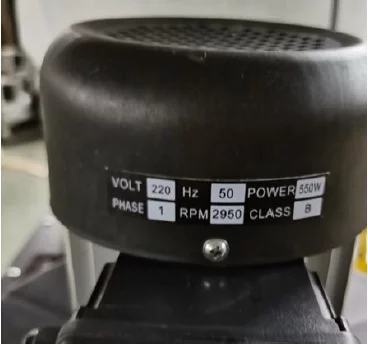 VOLT 220 Hz 50 POWER 550W
PHASE 1 RPM 2950 CLASS B